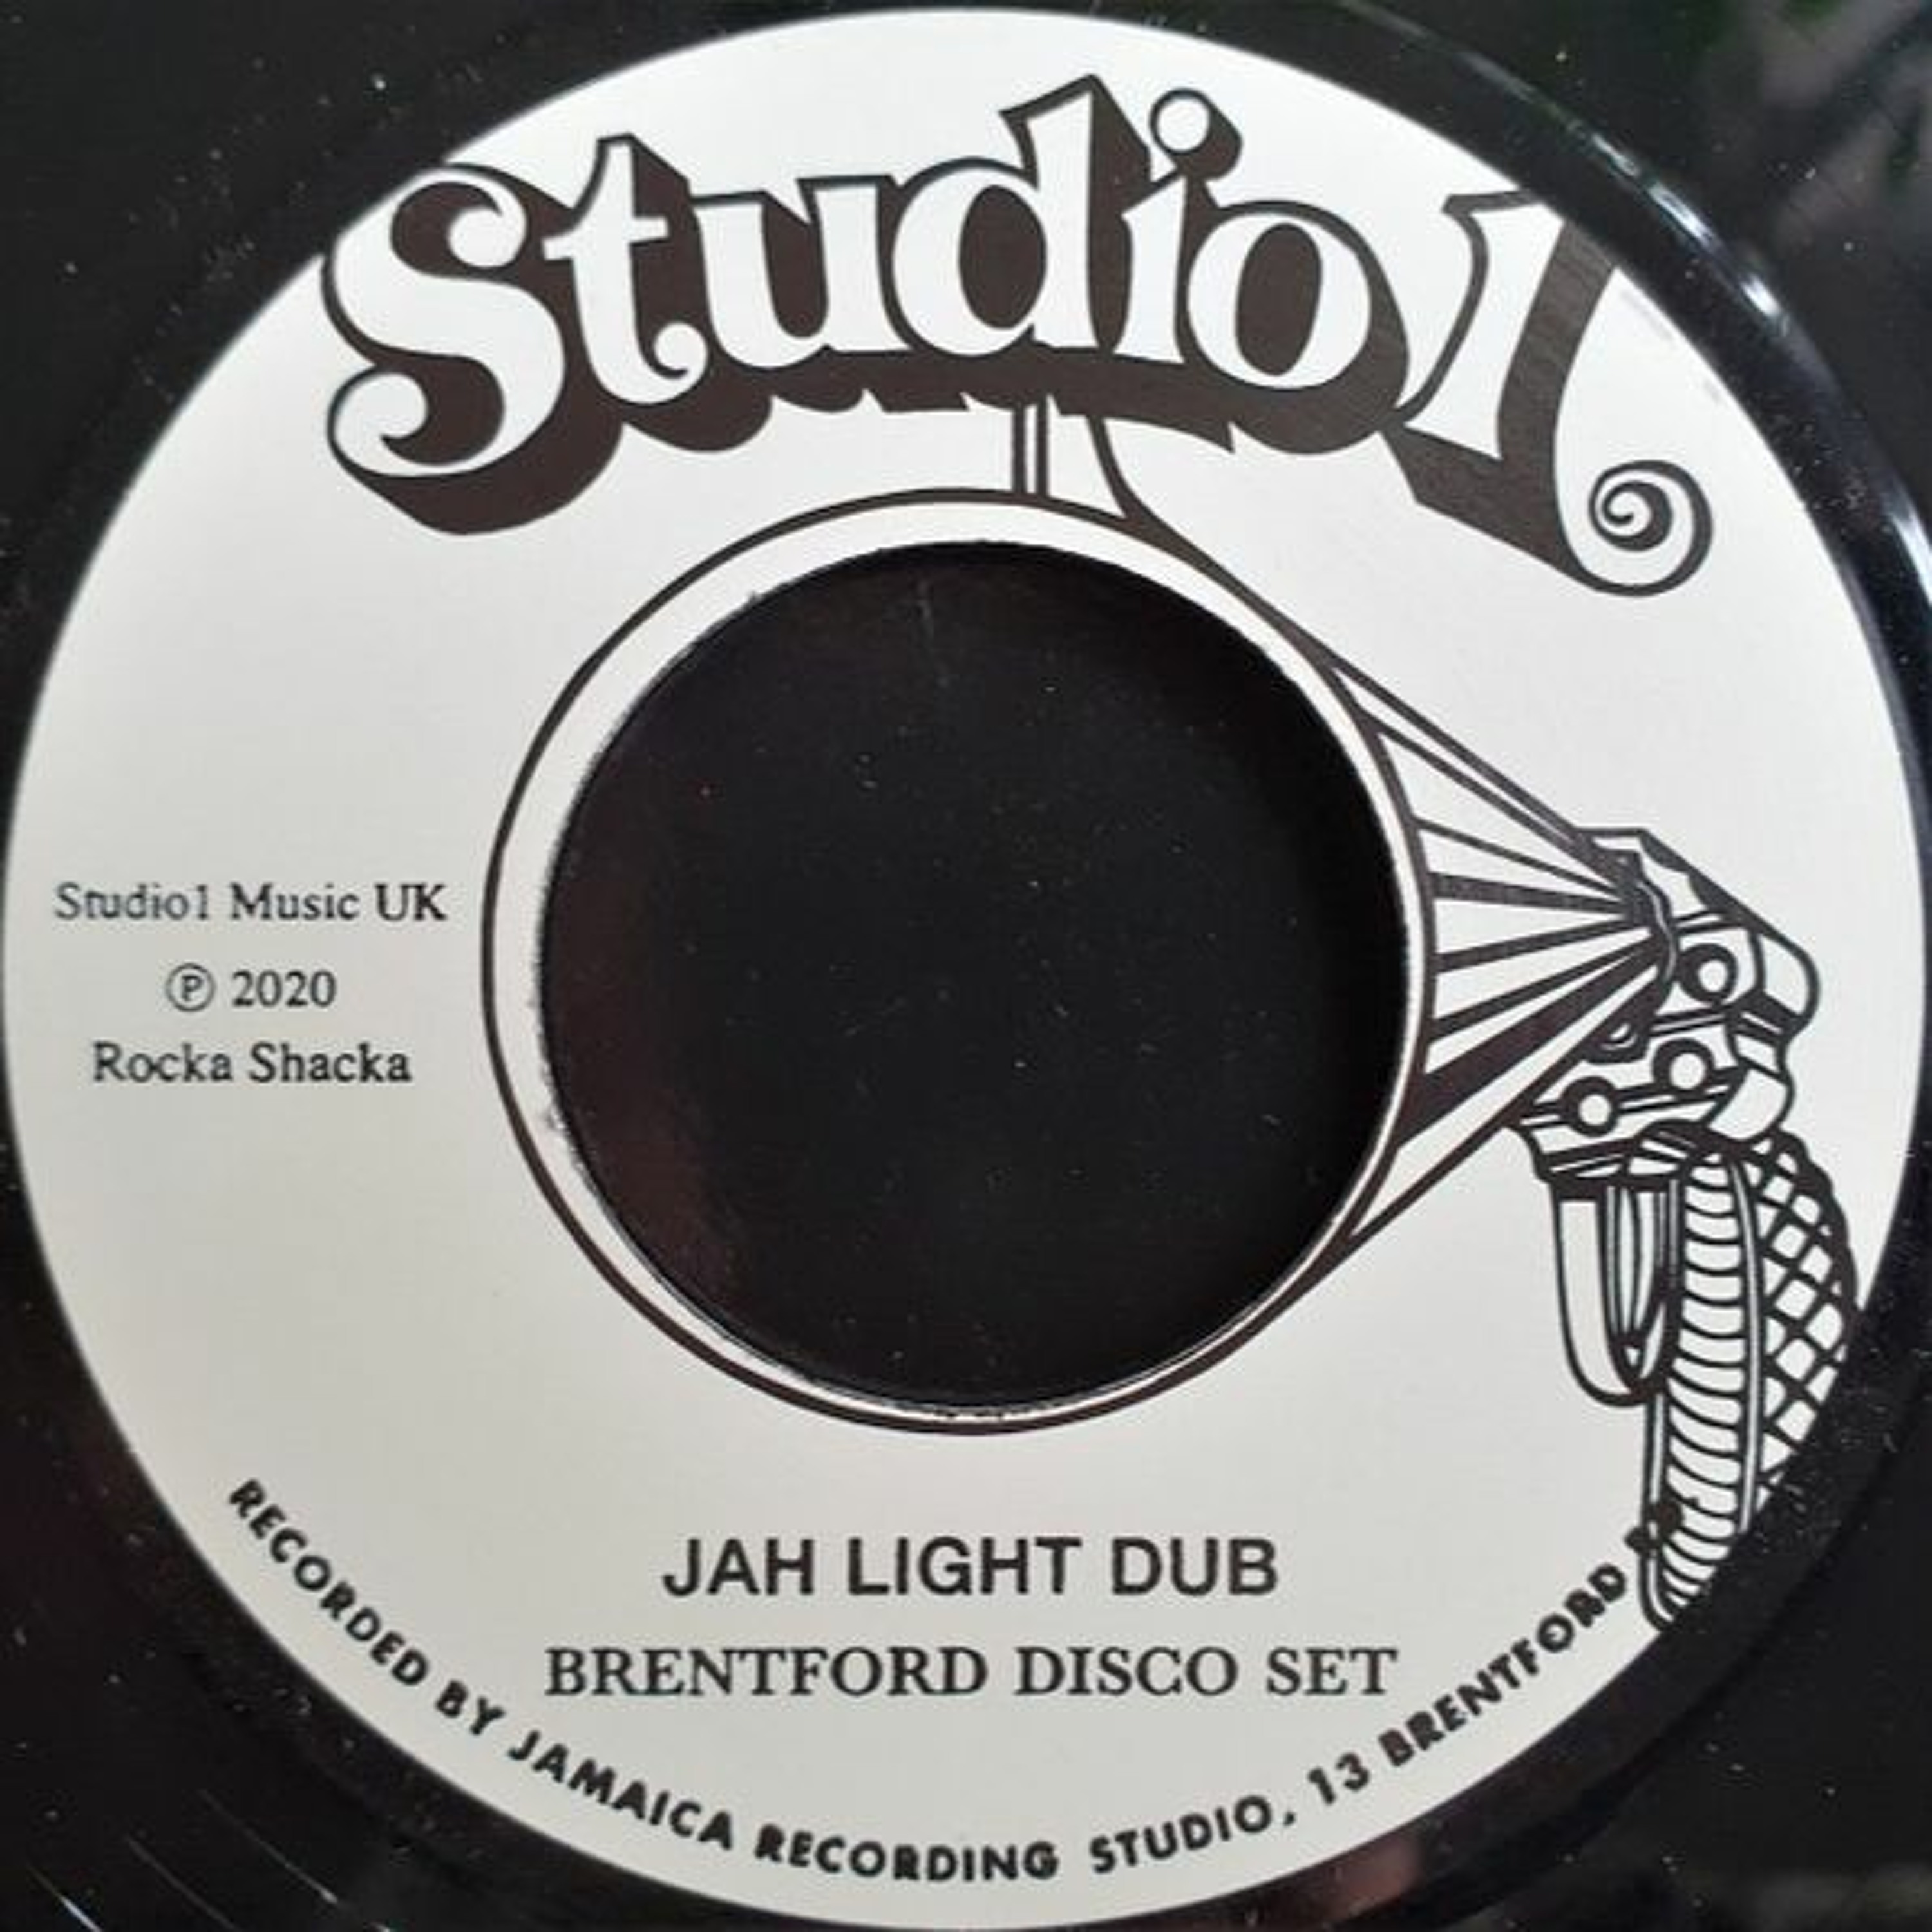 Studio1
Studio1 Music UK
℗ 2020
Rocka Shacka
JAH LIGHT DUB
BRENTFORD DISCO SET
RECORDED BY JAMAICA RECORDING STUDIO, 13 BRENTFORD